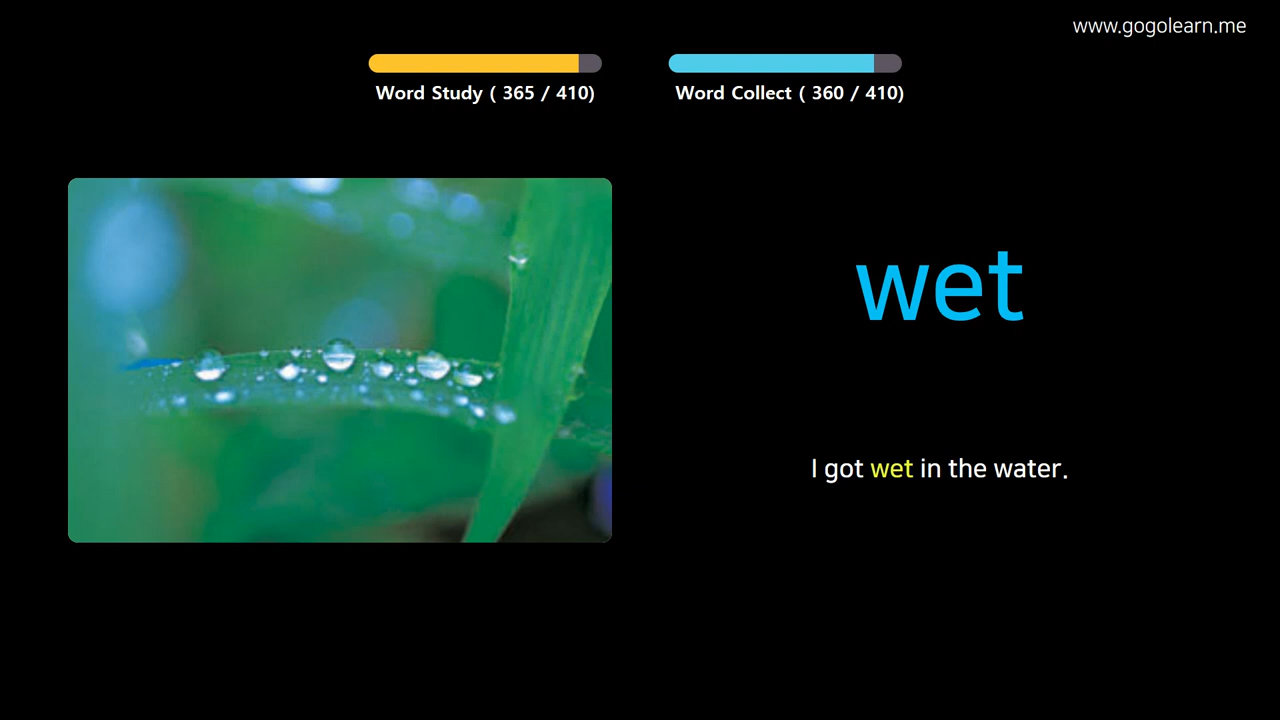 www.gogolearn.me
Word Study ( 365 / 410)
Word Collect ( 360 / 410)
wet
I got wet in the water.